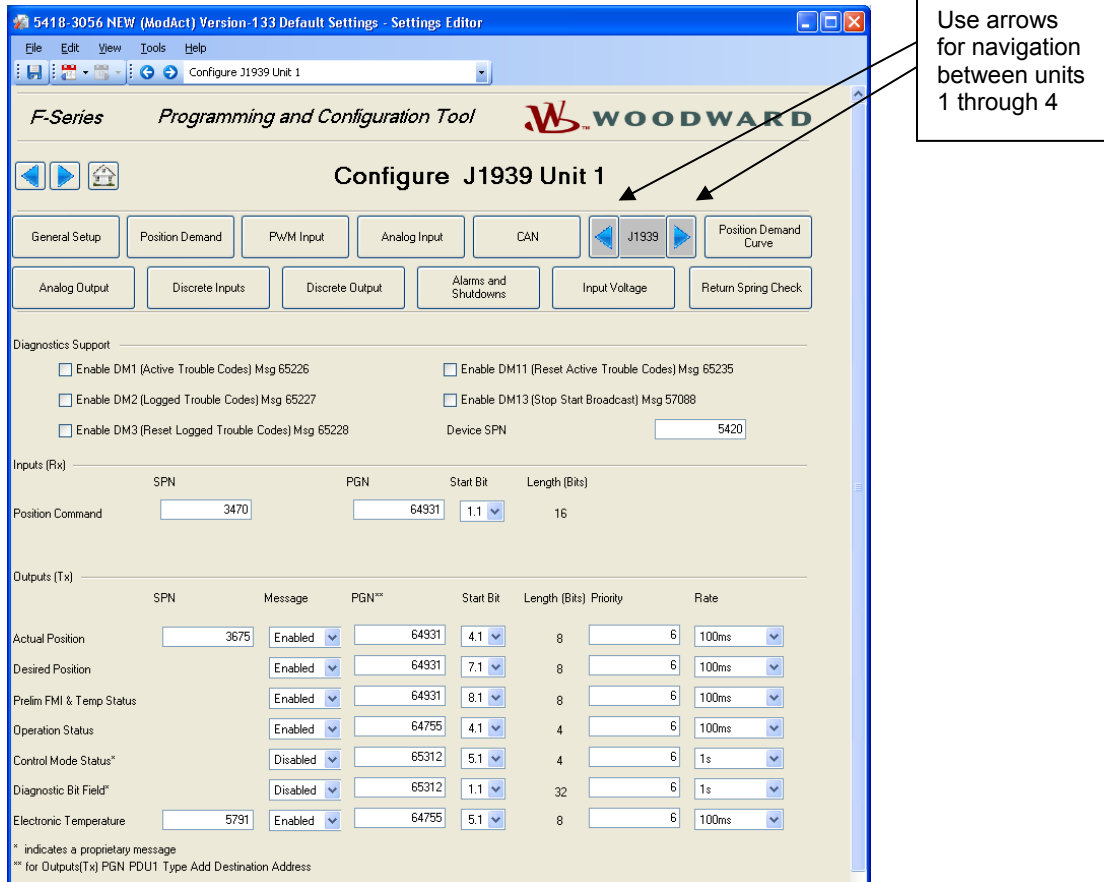 5418-3056 NEW (ModAct) Version-133 Default Settings - Settings Editor
File Edit View Tools Help
Configure J1939 Unit 1
Use arrows
for navigation
between units
1 through 4
F-Series Programming and Configuration Tool WOODWARD
Configure J1939 Unit 1
General Setup Position Demand PWM Input Analog Input CAN J1939 Position Demand Curve
Analog Output Discrete Inputs Discrete Output Alarms and Shutdowns Input Voltage Return Spring Check
Diagnostics Support
Enable DM1 (Active Trouble Codes) Msg 65226 Enable DM11 (Reset Active Trouble Codes) Msg 65235
Enable DM2 (Logged Trouble Codes) Msg 65227 Enable DM13 (Stop Start Broadcast) Msg 57088
Enable DM3 (Reset Logged Trouble Codes) Msg 65228 Device SPN 5420
Inputs (Rx)
SPN PGN Start Bit Length (Bits)
Position Command 3470 64931 1.1 16
Outputs (Tx)
SPN Message PGN** Start Bit Length (Bits) Priority Rate
Actual Position 3675 Enabled 64931 4.1 8 6 100ms
Desired Position Enabled 64931 7.1 8 6 100ms
Prelim FMI & Temp Status Enabled 64931 8.1 8 6 100ms
Operation Status Enabled 64755 4.1 4 6 100ms
Control Mode Status* Disabled 65312 5.1 4 6 1s
Diagnostic Bit Field* Disabled 65312 1.1 32 6 1s
Electronic Temperature 5791 Enabled 64755 5.1 8 6 100ms
* indicates a proprietary message
** for Outputs(Tx) PGN PDU1 Type Add Destination Address